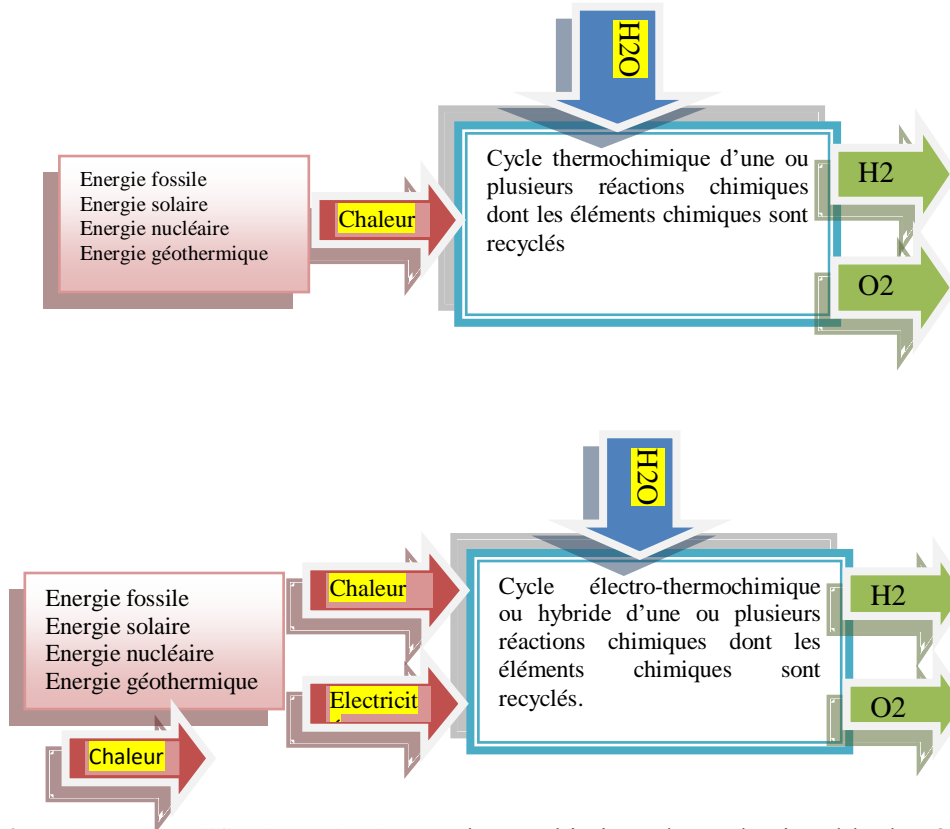 H2O
Energie fossile
Energie solaire
Energie nucléaire
Energie géothermique
Chaleur
Cycle thermochimique d'une ou
plusieurs réactions chimiques
dont les éléments chimiques sont
recyclés
H2
O2
H2O
Energie fossile
Energie solaire
Energie nucléaire
Energie géothermique
Chaleur
Electricit
Chaleur
Cycle électro-thermochimique
ou hybride d'une ou plusieurs
réactions chimiques dont les
éléments chimiques sont
recyclés.
H2
O2